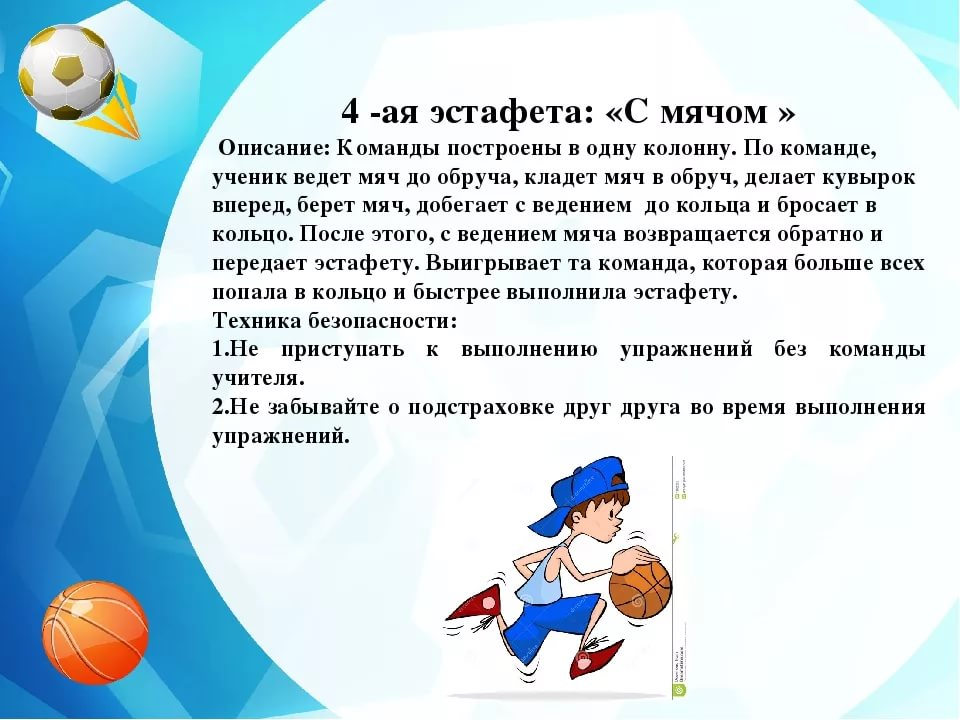 4 -ая эстафета: «С мячом »
Описание: Команды построены в одну колонну. По команде,
ученик ведет мяч до обруча, кладет мяч в обруч, делает кувырок
вперед, берет мяч, добегает с ведением до кольца и бросает в
кольцо. После этого, с ведением мяча возвращается обратно и
передает эстафету. Выигрывает та команда, которая больше всех
попала в кольцо и быстрее выполнила эстафету.
Техника безопасности:
1.Не приступать к выполнению упражнений без команды
учителя.
2.Не забывайте о подстраховке друг друга во время выполнения
упражнений.